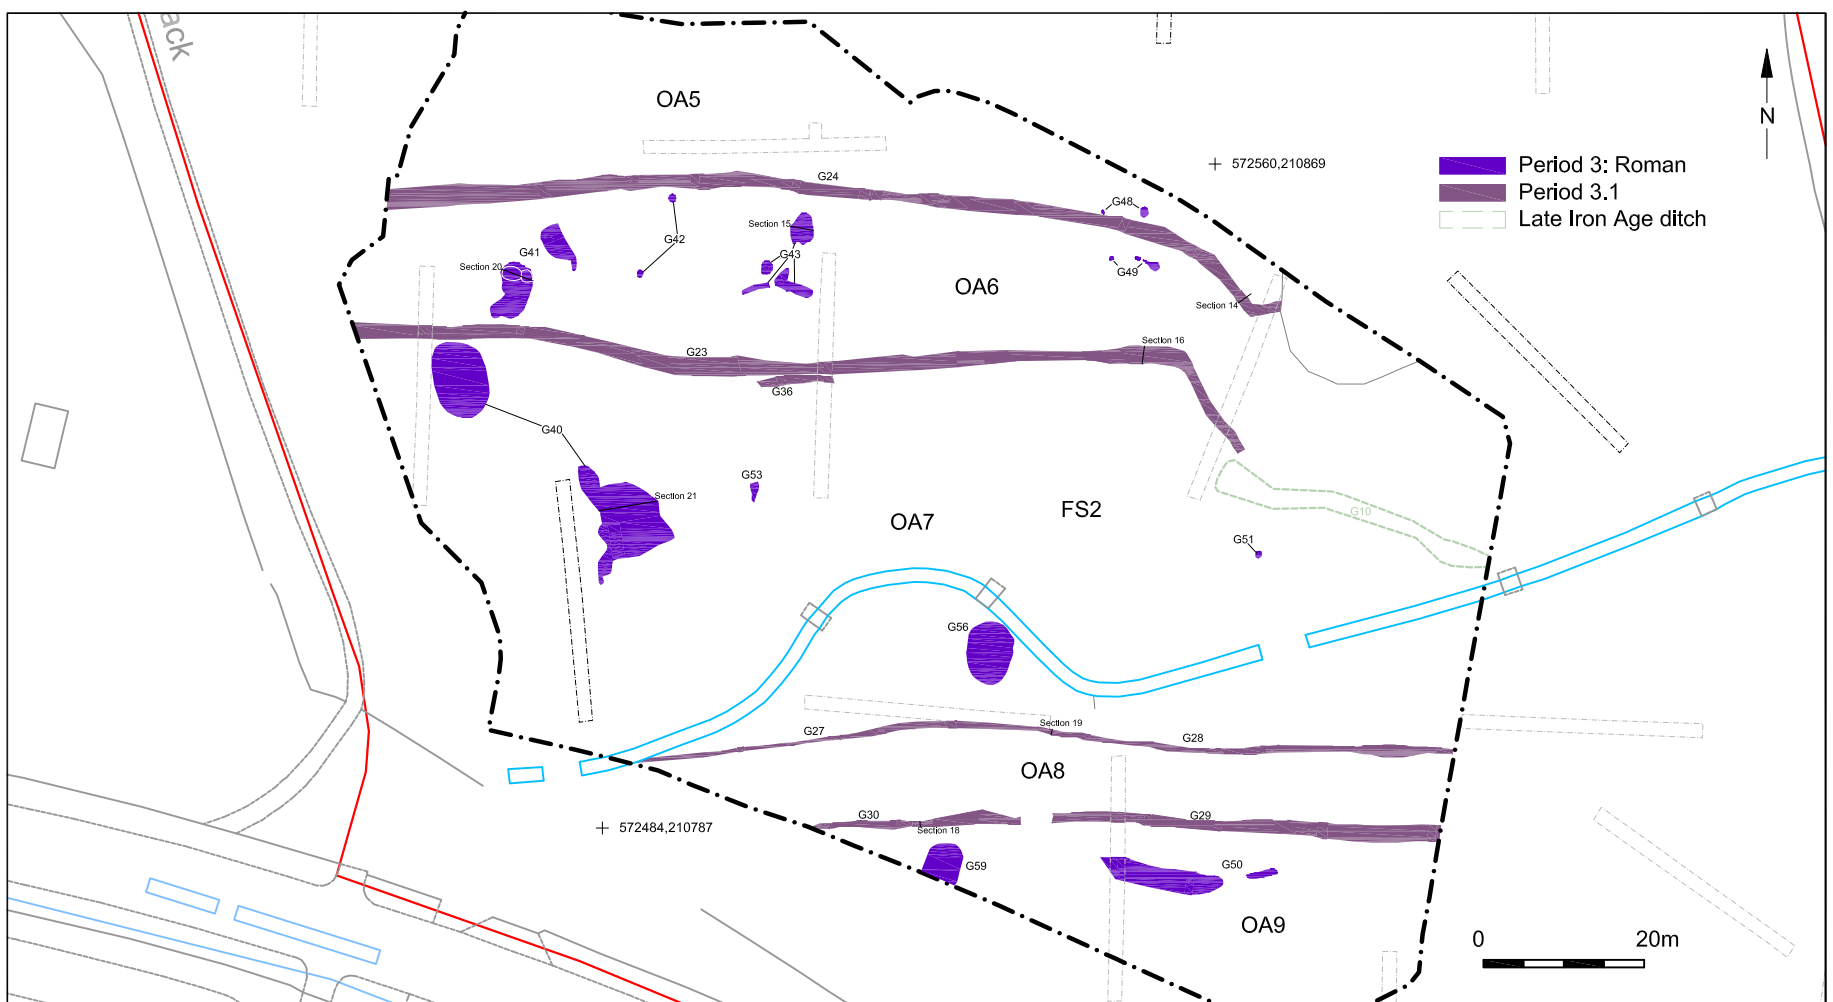 ack
OA5
572560,210869
N
Period 3: Roman
Period 3.1
Late Iron Age ditch
G24
G48
Section 15
G42
G41
G43
Section 20
G49
OA6
Section 14
G23
Section 16
G36
G40
G53
Section 21
OA7
FS2
G10
G51
G56
Section 19
G27
G28
OA8
572484,210787
G30
Section 18
G29
G59
G50
OA9
0 20m